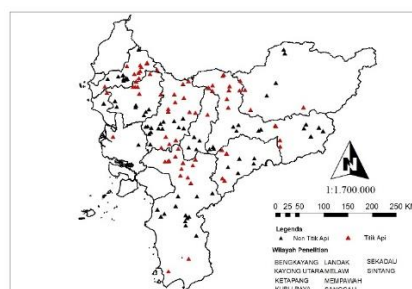 N
1:1.700.000
0 25 50 100 150 200 250
Legenda
Non Titik Api Titik Api
Wilayah Penelitian
BENGKAYANG LANDAK SEKADAU
KAYONG UTARA MELAWI SINTANG
KETAPANG MEMPAWAH